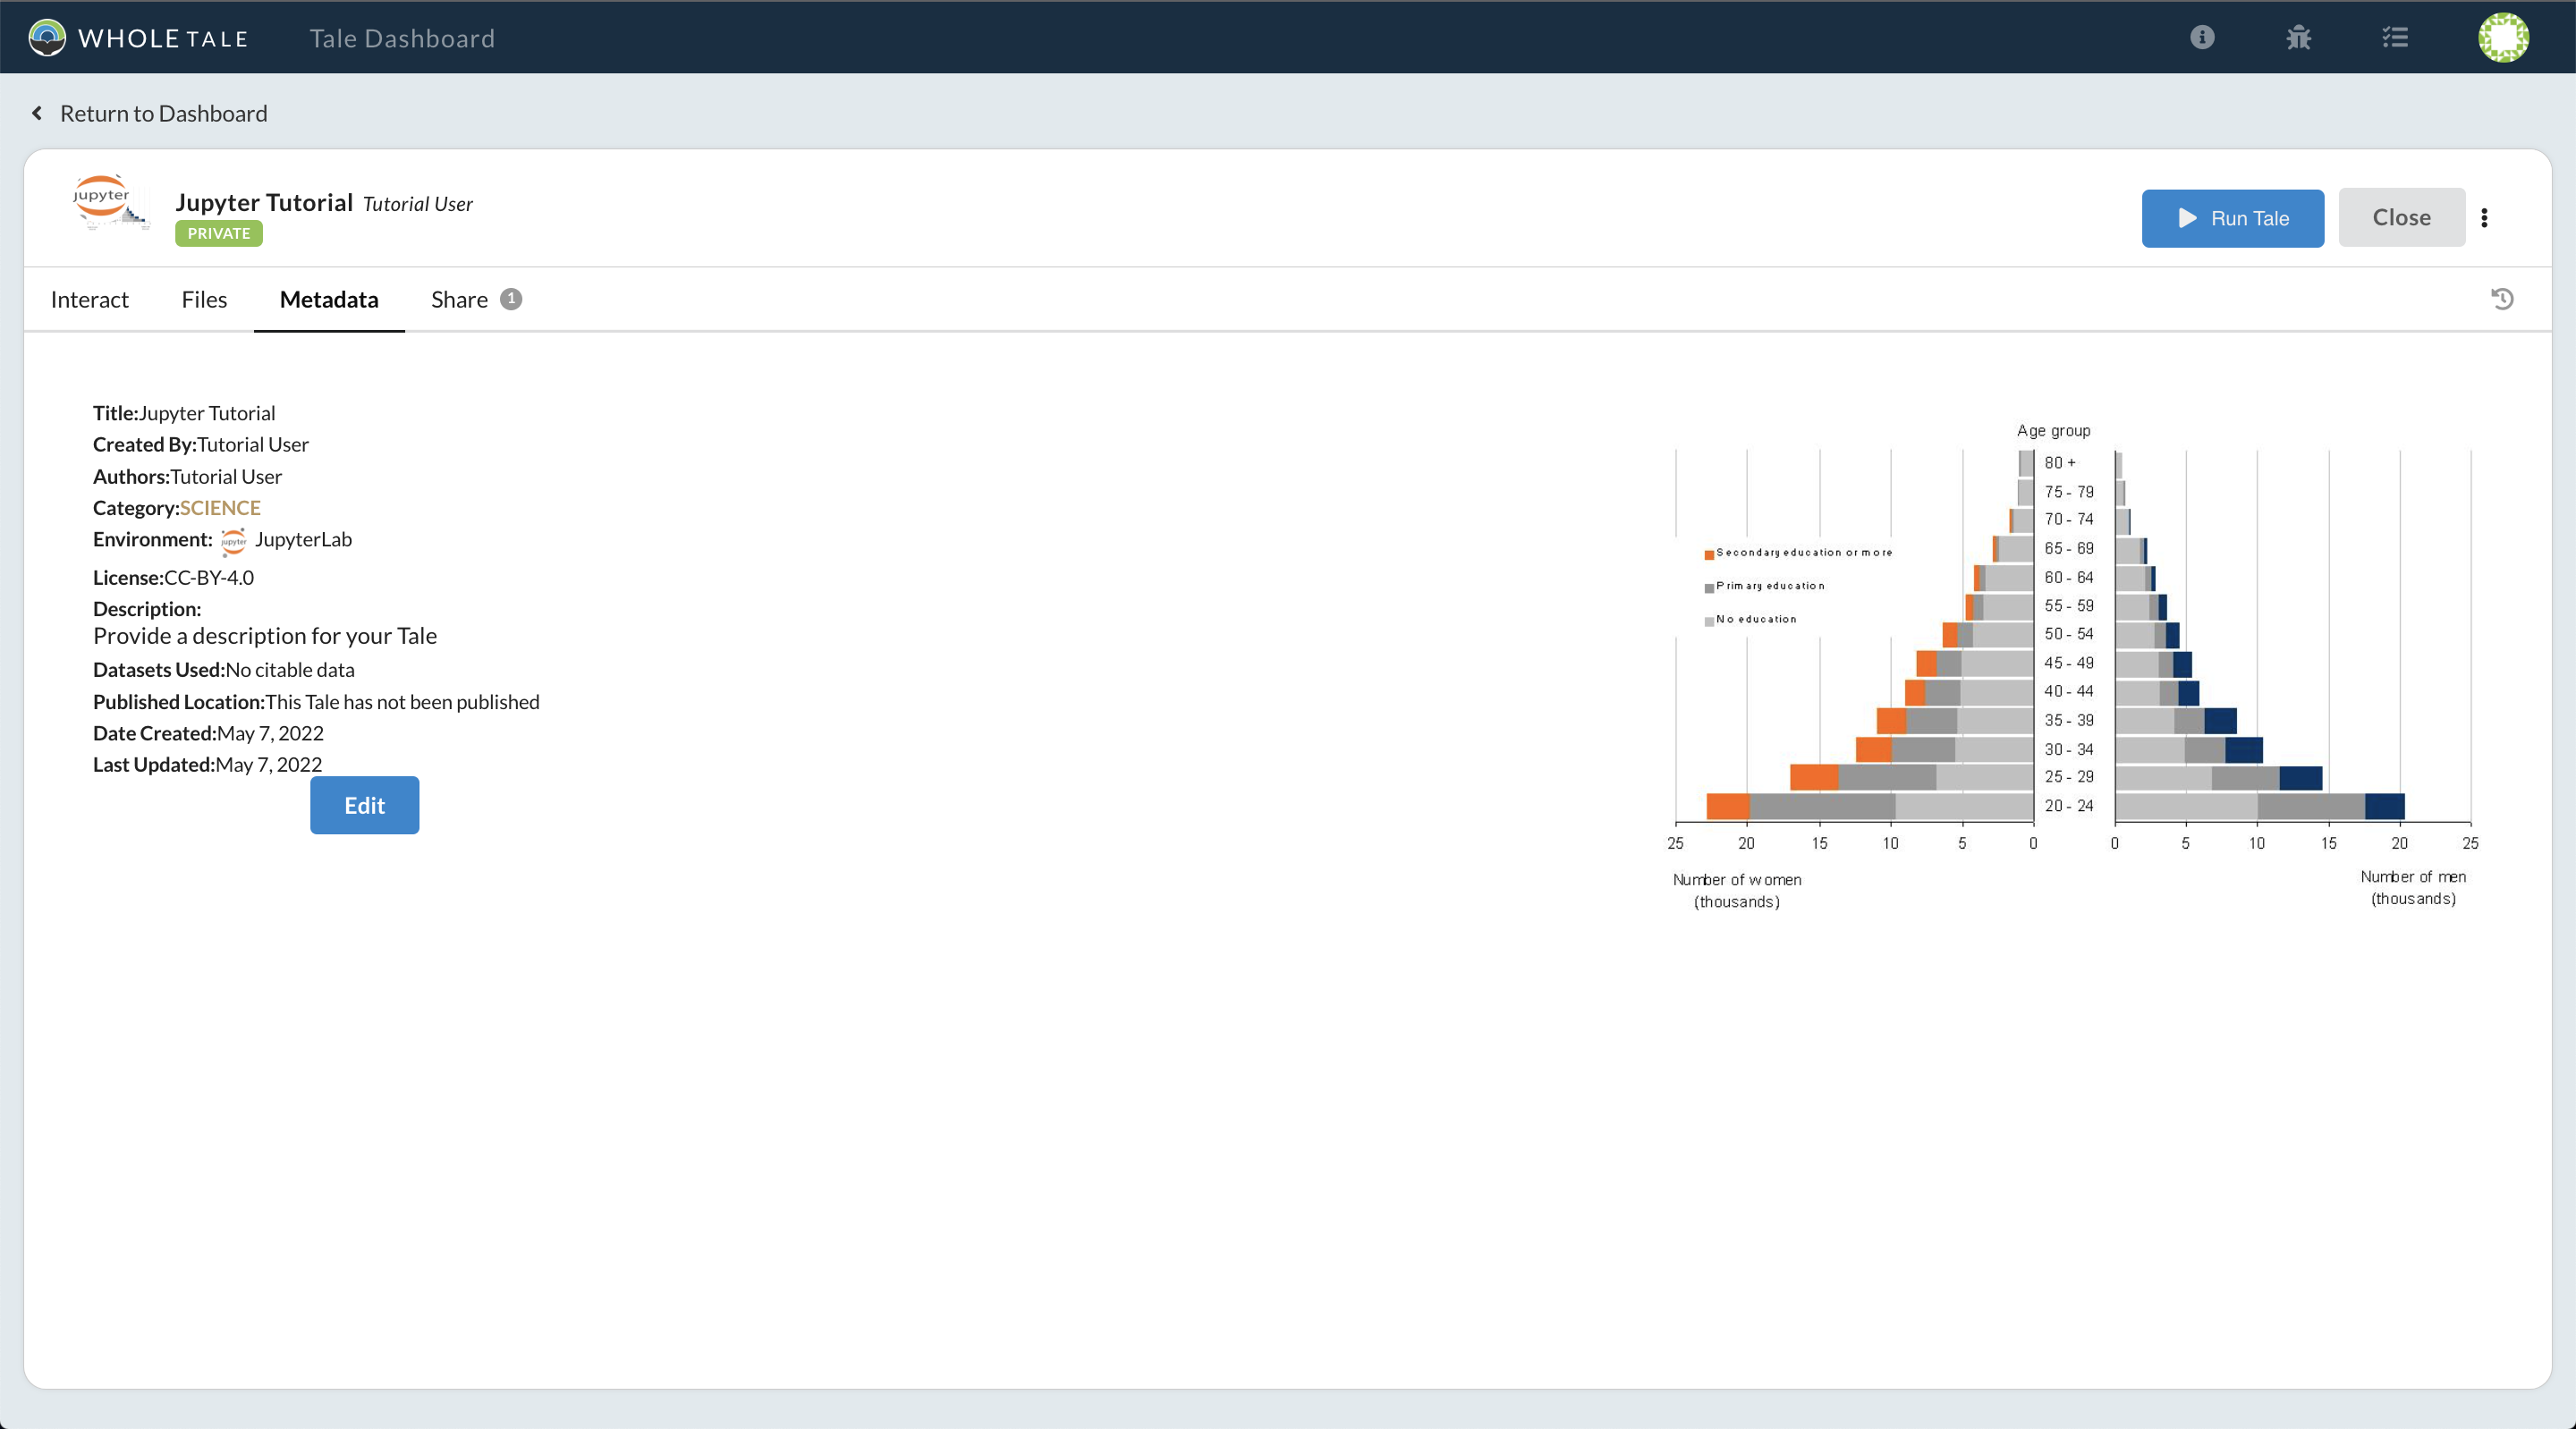 WHOLE TALE Tale Dashboard
Return to Dashboard
jupyter
Jupyter Tutorial Tutorial User
PRIVATE
Run Tale
Close
Interact
Files
Metadata
Share 1
Title:Jupyter Tutorial
Created By:Tutorial User
Authors:Tutorial User
Category:SCIENCE
Environment: jupyter JupyterLab
License:CC-BY-4.0
Description:
Provide a description for your Tale
Datasets Used:No citable data
Published Location:This Tale has not been published
Date Created:May 7, 2022
Last Updated:May 7, 2022
Edit
Age group
80 +
75 - 79
70 - 74
65 - 69
60 - 64
55 - 59
50 - 54
45 - 49
40 - 44
35 - 39
30 - 34
25 - 29
20 - 24
Secondary education or more
Primary education
No education
25 20 15 10 5 0
0 5 10 15 20 25
Number of women
(thousands)
Number of men
(thousands)